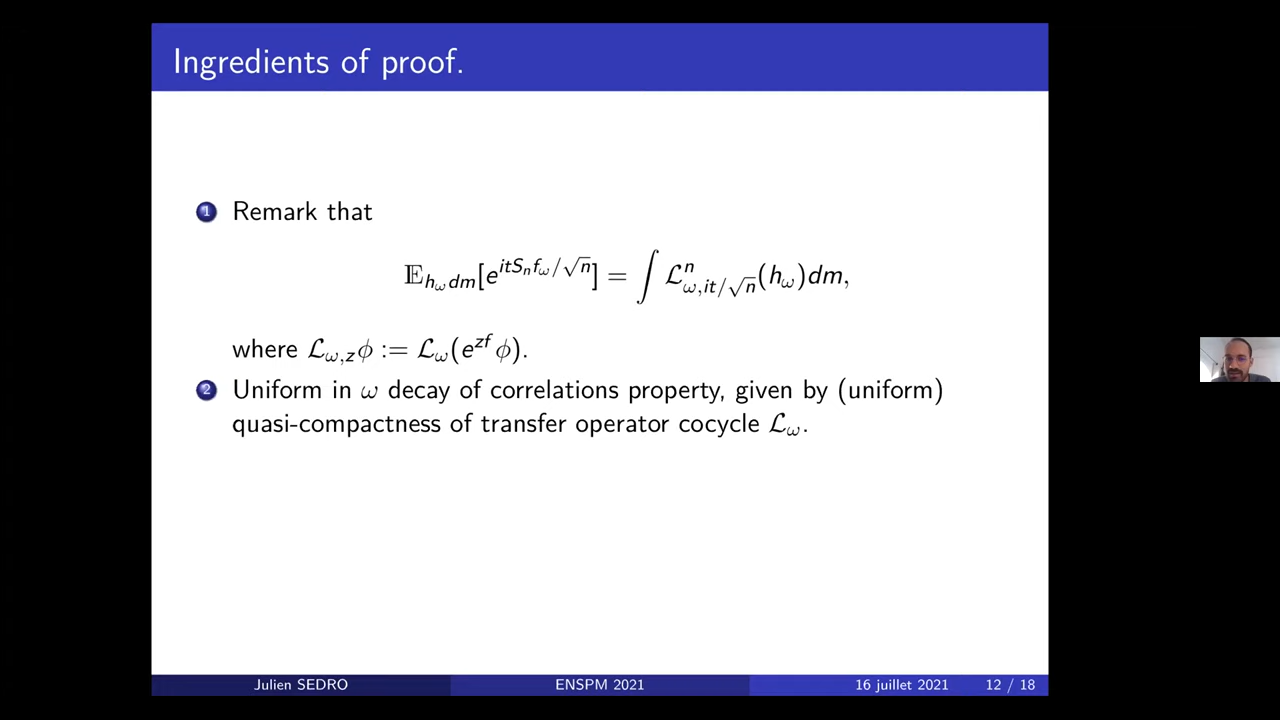 Ingredients of proof.
1 Remark that
𝔼_{h_ω dm}[e^{itS_n f_ω/√n}] = ∫ ℒ^n_{ω,it/√n}(h_ω)dm,
where ℒ_{ω,z}ϕ := ℒ_ω(e^{zf}ϕ).
2 Uniform in ω decay of correlations property, given by (uniform)
quasi-compactness of transfer operator cocycle ℒ_ω.
Julien SEDRO ENSPM 2021 16 juillet 2021 12 / 18